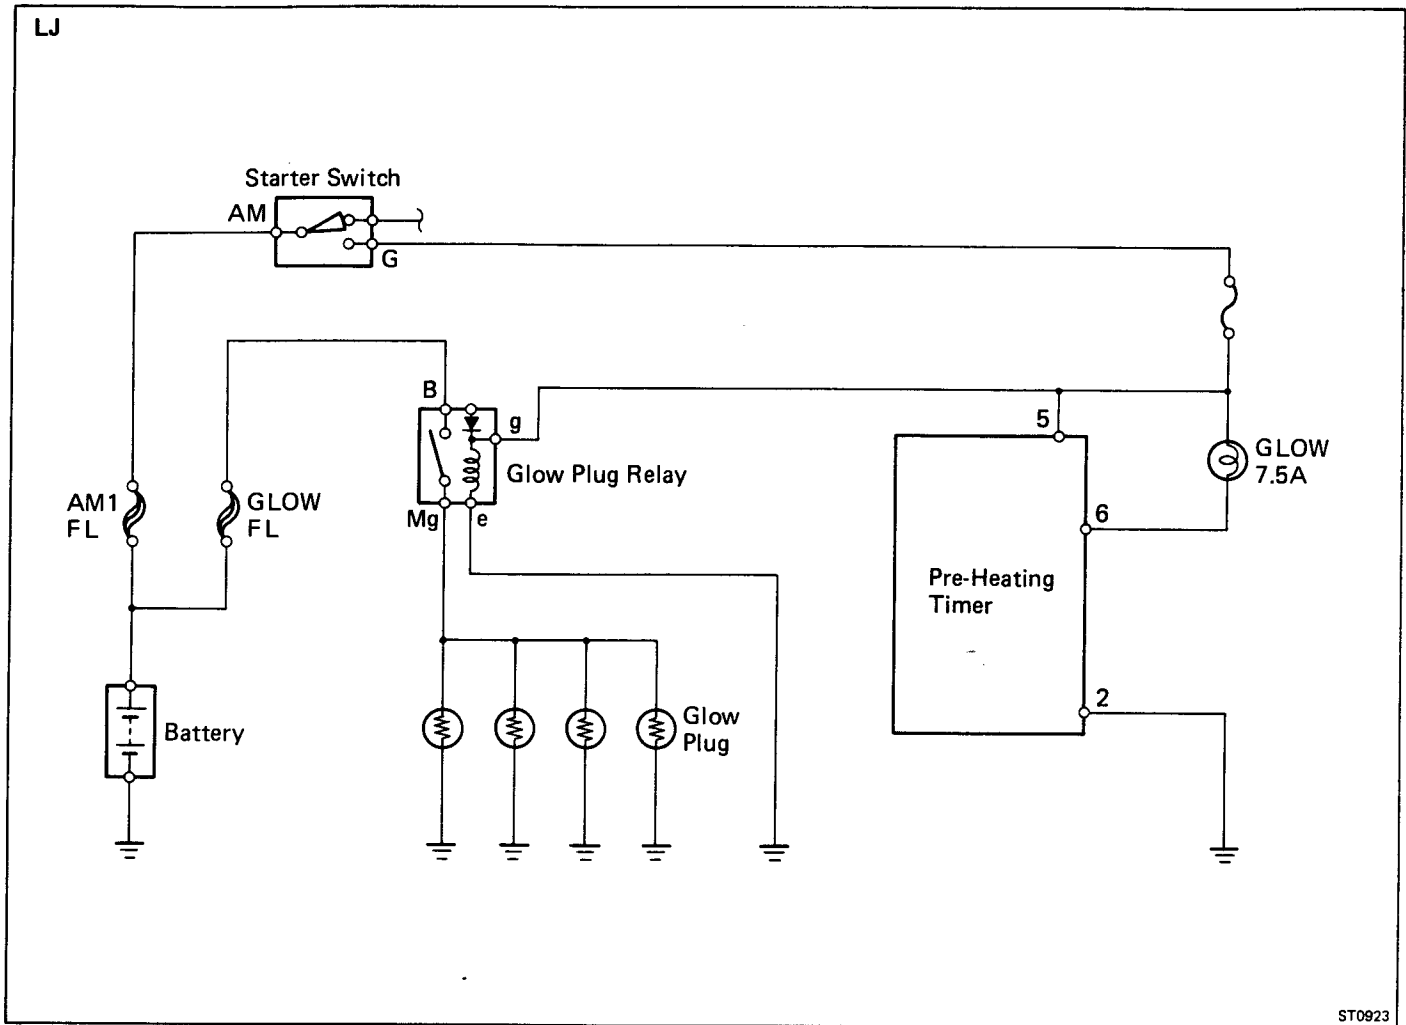 LJ
Starter Switch
AM
G
B
g
Glow Plug Relay
5
GLOW
7.5A
AM1
FL
GLOW
FL
Mg
e
6
Pre-Heating
Timer
2
Glow
Plug
Battery
ST0923